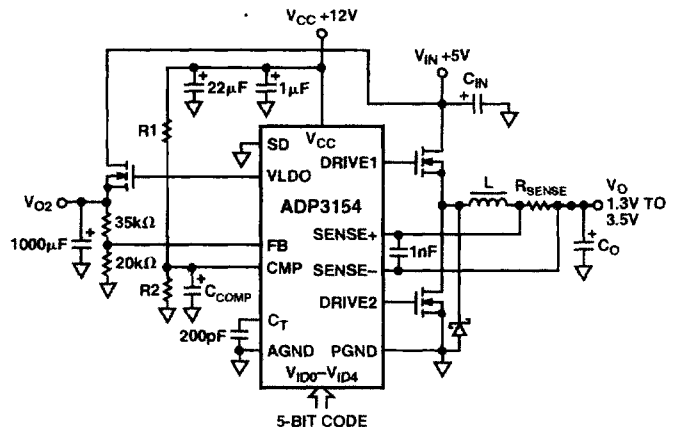 VCC +12V
VIN +5V
CIN
22μF
1μF
R1
SD
VCC
DRIVE1
VLDO
ADP3154
VO2
35kΩ
1000μF
20kΩ
FB
CMP
R2
CCOMP
CT
200pF
AGND
SENSE+
1nF
SENSE–
DRIVE2
PGND
L
RSENSE
VO
1.3V TO
3.5V
CO
VID0–VID4
5-BIT CODE